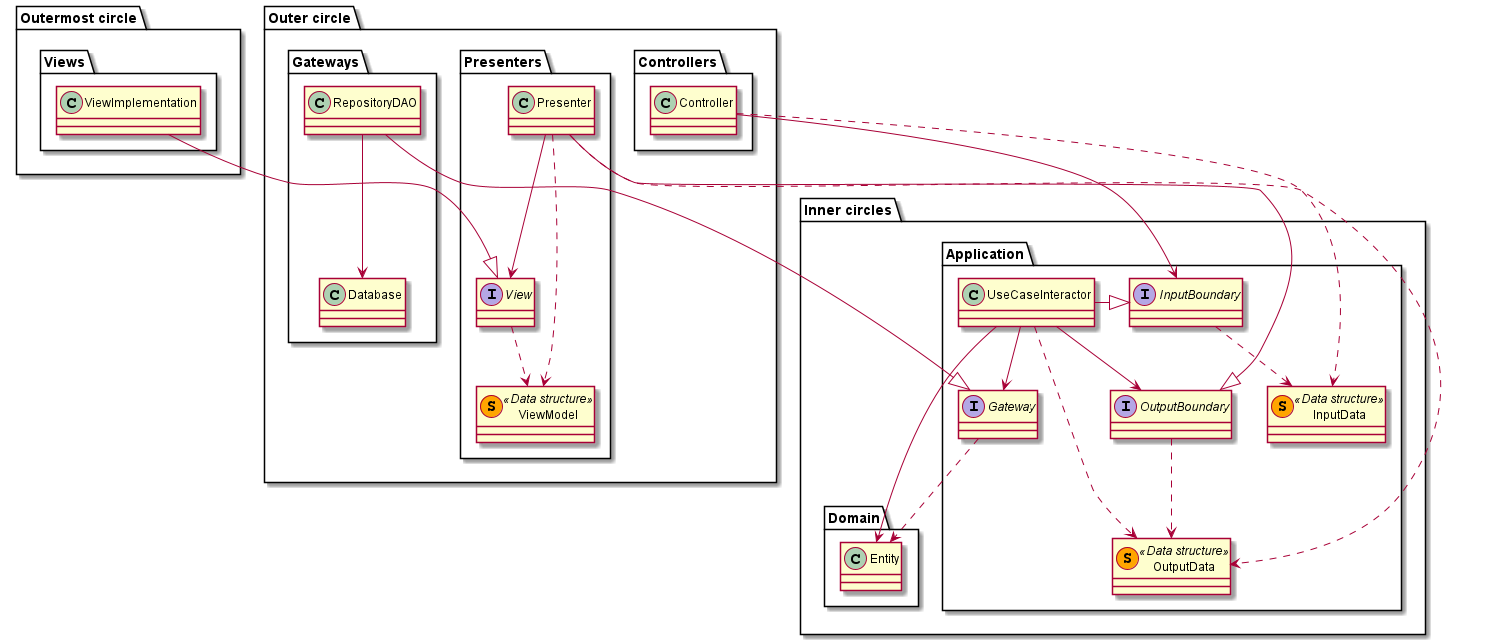 Outermost circle
Views
C ViewImplementation
Outer circle
Gateways
C RepositoryDAO
C Database
Presenters
C Presenter
I View
S «Data structure»
ViewModel
Controllers
C Controller
Inner circles
Application
C UseCaseInteractor
I InputBoundary
I Gateway
I OutputBoundary
S «Data structure»
InputData
S «Data structure»
OutputData
Domain
C Entity